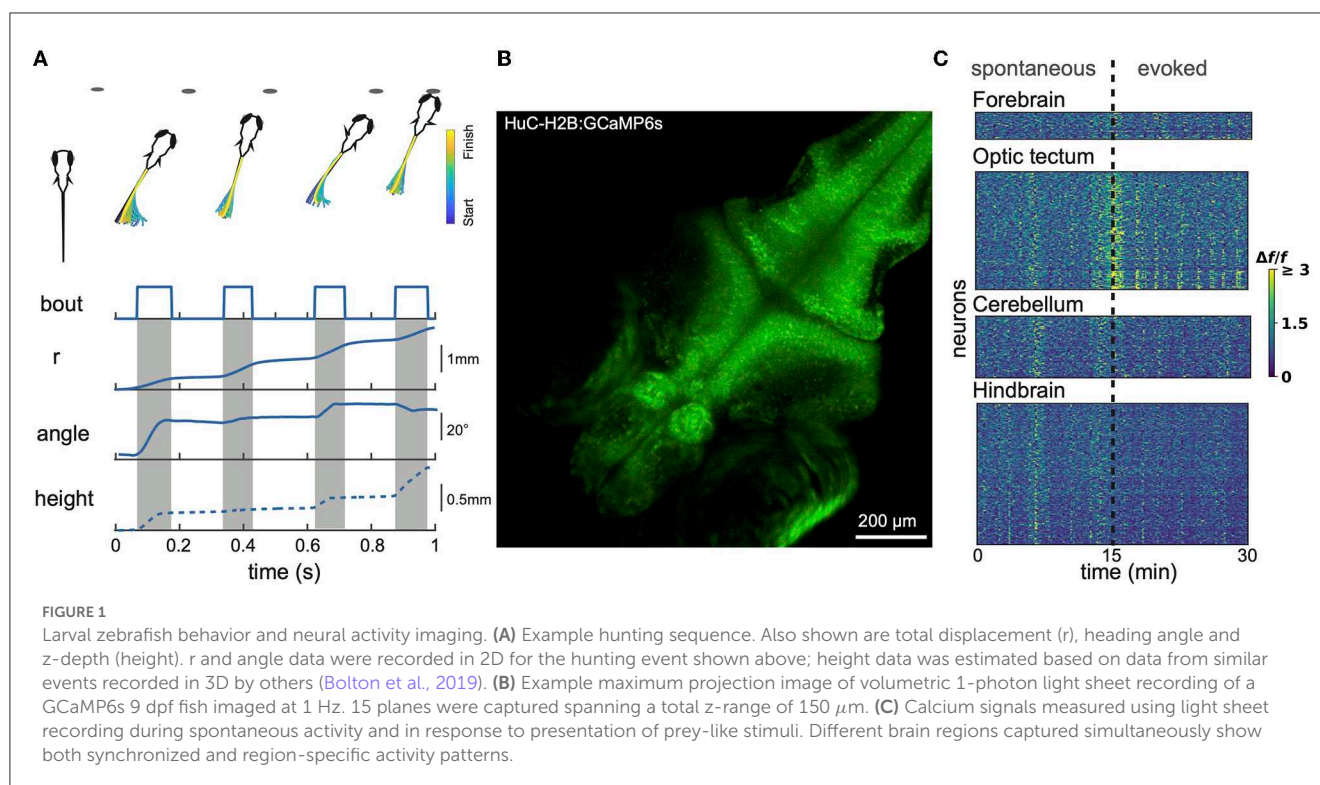 A
Start
Finish
bout
r
1mm
angle
20°
height
0.5mm
0 0.2 0.4 0.6 0.8 1
time (s)
B
HuC-H2B:GCaMP6s
200 μm
C
spontaneous evoked
Forebrain
Optic tectum
Cerebellum
Hindbrain
neurons
Δf/f
≥ 3
1.5
0
0 15 30
time (min)
FIGURE 1
Larval zebrafish behavior and neural activity imaging. (A) Example hunting sequence. Also shown are total displacement (r), heading angle and
z-depth (height). r and angle data were recorded in 2D for the hunting event shown above; height data was estimated based on data from similar
events recorded in 3D by others (Bolton et al., 2019). (B) Example maximum projection image of volumetric 1-photon light sheet recording of a
GCaMP6s 9 dpf fish imaged at 1 Hz. 15 planes were captured spanning a total z-range of 150 μm. (C) Calcium signals measured using light sheet
recording during spontaneous activity and in response to presentation of prey-like stimuli. Different brain regions captured simultaneously show
both synchronized and region-specific activity patterns.